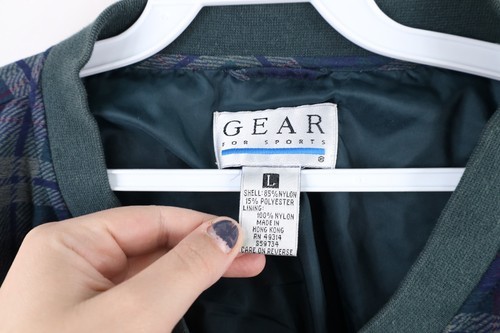 GEAR
FOR SPORTS
®
L
SHELL: 85% NYLON
15% POLYESTER
LINING:
100% NYLON
MADE IN
HONG KONG
RN 49314
S59734
CARE ON REVERSE